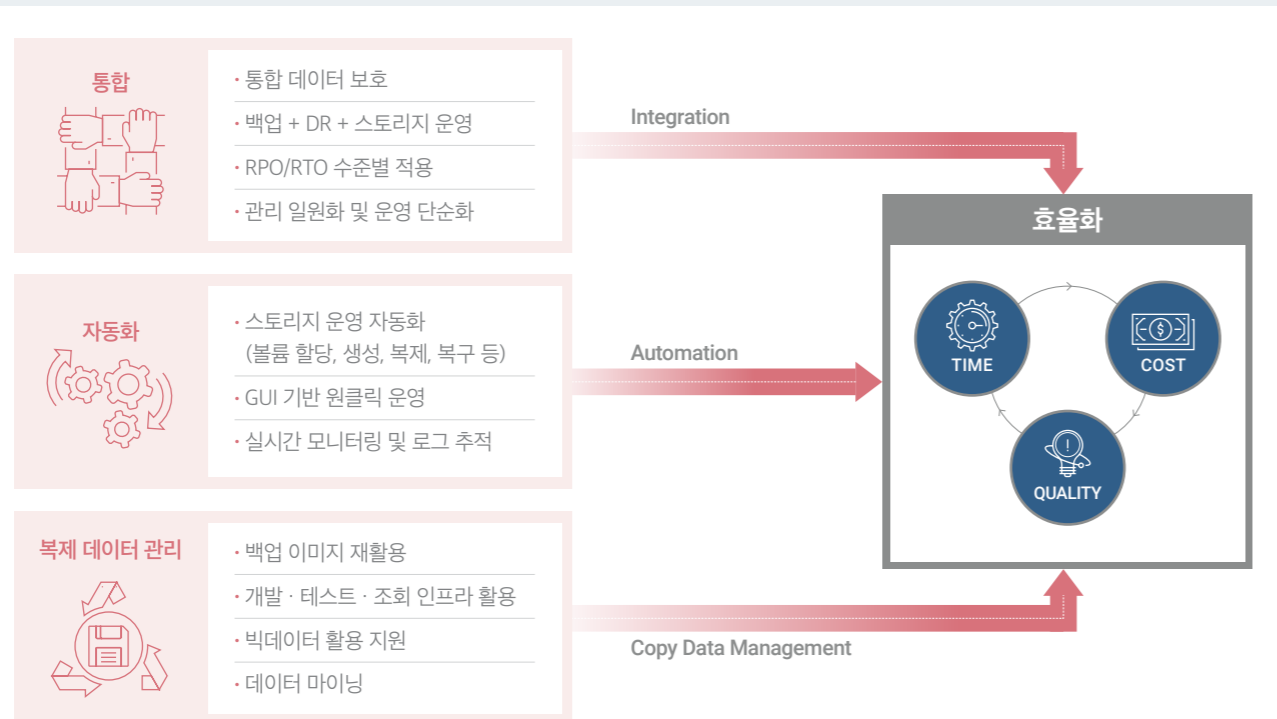 통합
· 통합 데이터 보호
· 백업 + DR + 스토리지 운영
· RPO/RTO 수준별 적용
· 관리 일원화 및 운영 단순화
Integration
자동화
· 스토리지 운영 자동화
(볼륨 할당, 생성, 복제, 복구 등)
· GUI 기반 원클릭 운영
· 실시간 모니터링 및 로그 추적
Automation
복제 데이터 관리
· 백업 이미지 재활용
· 개발 · 테스트 · 조회 인프라 활용
· 빅데이터 활용 지원
· 데이터 마이닝
Copy Data Management
효율화
TIME
COST
QUALITY